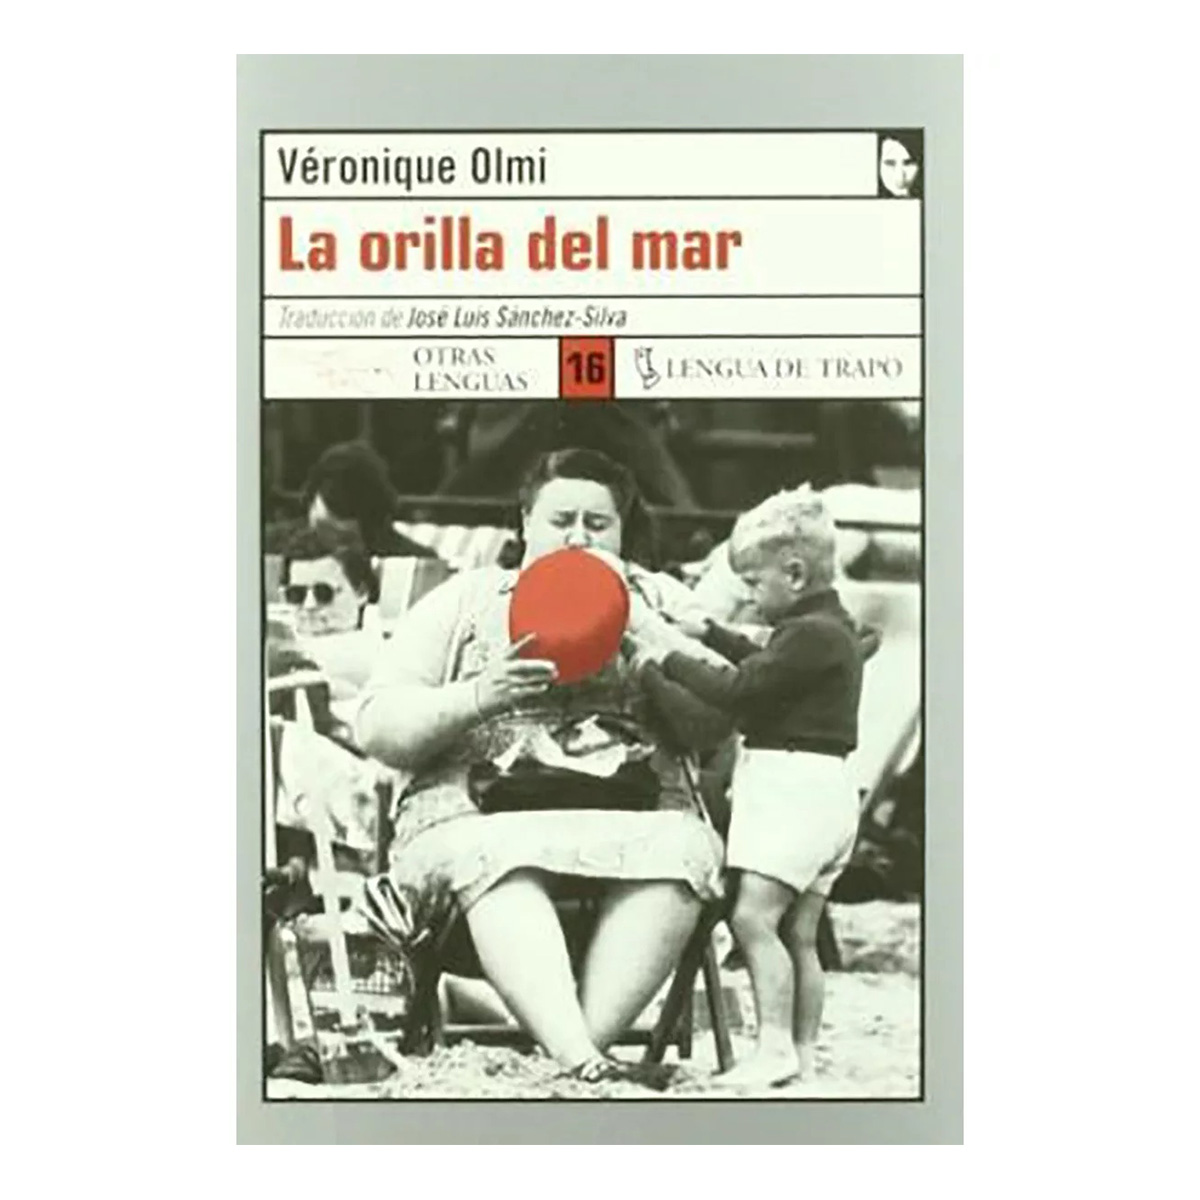 Véronique Olmi
La orilla del mar
Traducción de José Luis Sánchez-Silva
OTRAS
LENGUAS
16
LENGUA DE TRAPO